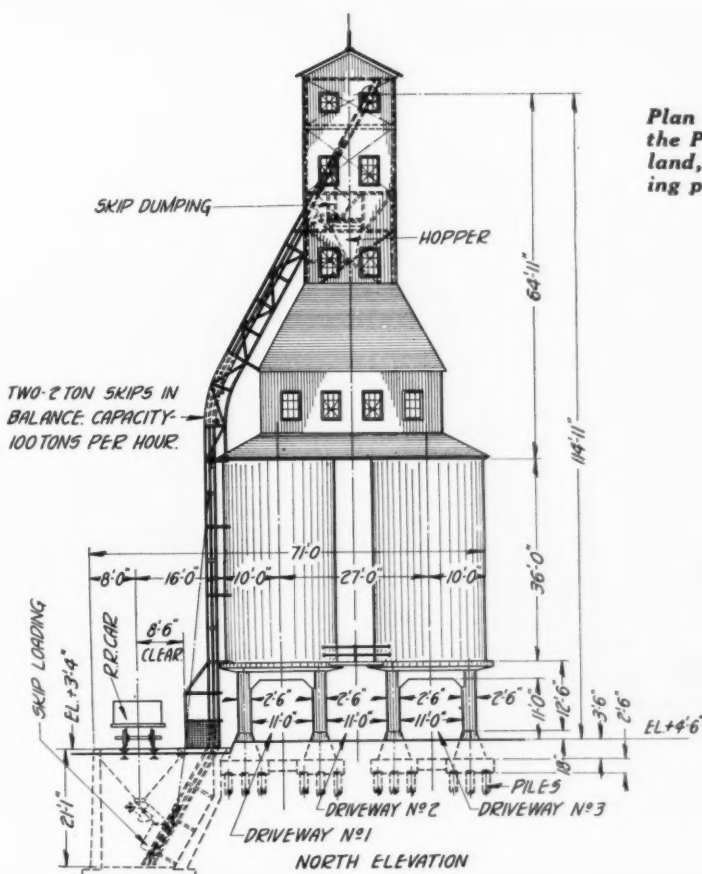 Plan
the P
land,
ing p
SKIP DUMPING
HOPPER
64'-11"
114'-11"
TWO-2 TON SKIPS IN
BALANCE. CAPACITY-
100 TONS PER HOUR.
71'-0
8'-0" 16'-0" 10'-0" 27'-0" 10'-0"
36'-0"
8'-6"
CLEAR
R.R. CAR
SKIP LOADING
EL.+3'-4"
2'-6" 2'-6" 2'-6" 2'-6"
11'-0" 11'-0" 11'-0"
11'-0"
12'-6"
3'-6"
2'-6"
EL.+4'-6"
18"
21'-1"
PILES
DRIVEWAY Nº2 DRIVEWAY Nº3
DRIVEWAY Nº1
NORTH ELEVATION